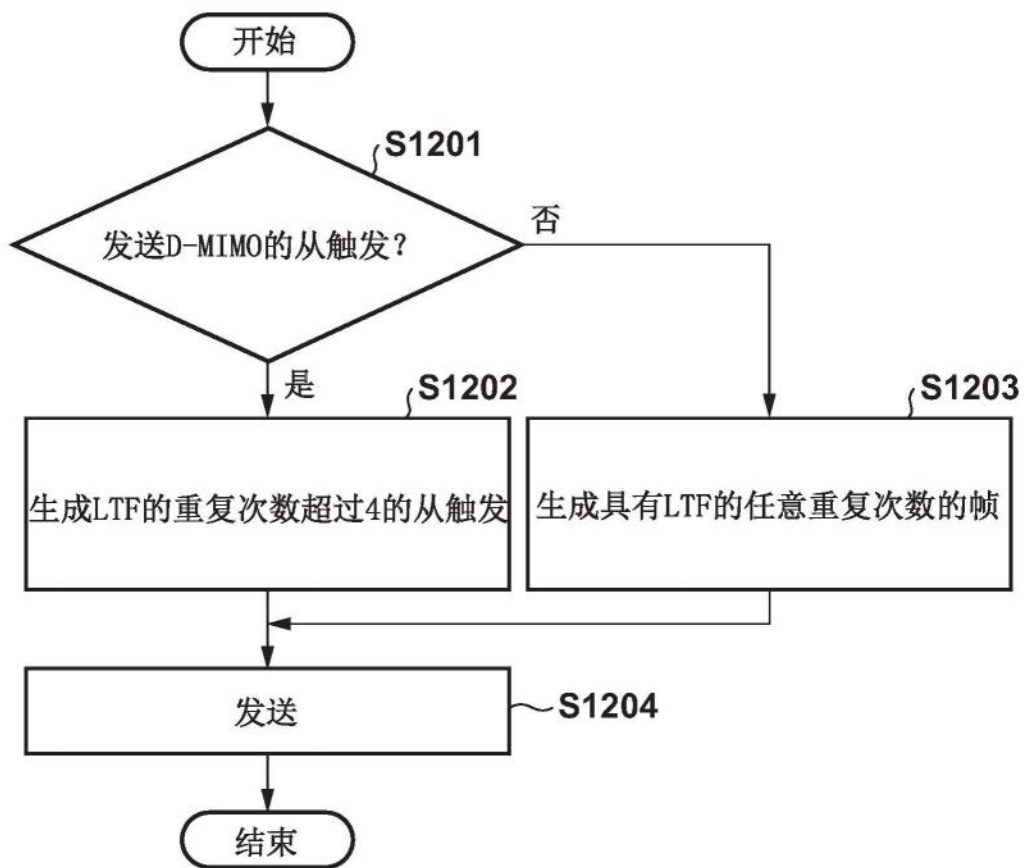 开始
S1201
发送D-MIMO的从触发？
否
是
S1202
S1203
生成LTF的重复次数超过4的从触发
生成具有LTF的任意重复次数的帧
发送
S1204
结束